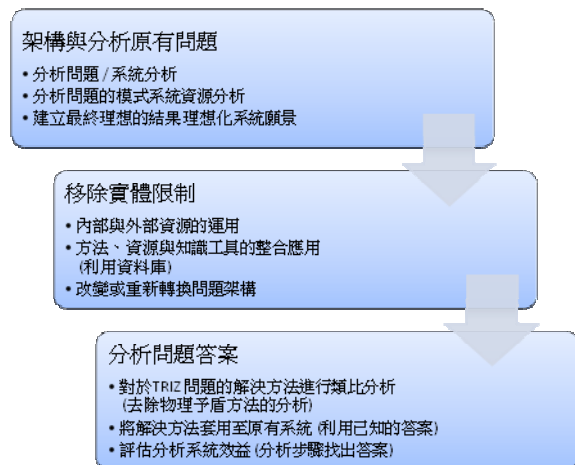 架構與分析原有問題
• 分析問題 / 系統分析
• 分析問題的模式系統資源分析
• 建立最終理想的結果理想化系統願景
移除實體限制
• 內部與外部資源的運用
• 方法、資源與知識工具的整合應用
(利用資料庫)
• 改變或重新轉換問題架構
分析問題答案
• 對於TRIZ 問題的解決方法進行類比分析
(去除物理矛盾方法的分析)
• 將解決方法套用至原有系統 (利用已知的答案)
• 評估分析系統效益 (分析步驟找出答案)